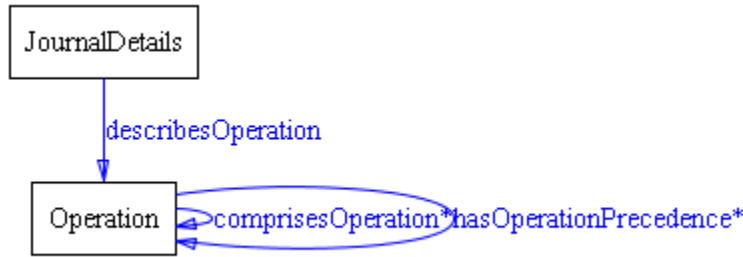 JournalDetails
describesOperation
Operation
comprisesOperation*
hasOperationPrecedence*